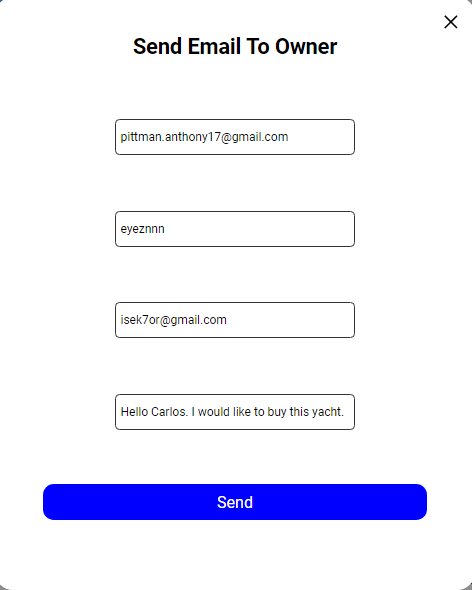 Send Email To Owner
pittman.anthony17@gmail.com
eyeznnn
isek7or@gmail.com
Hello Carlos. I would like to buy this yacht.
Send